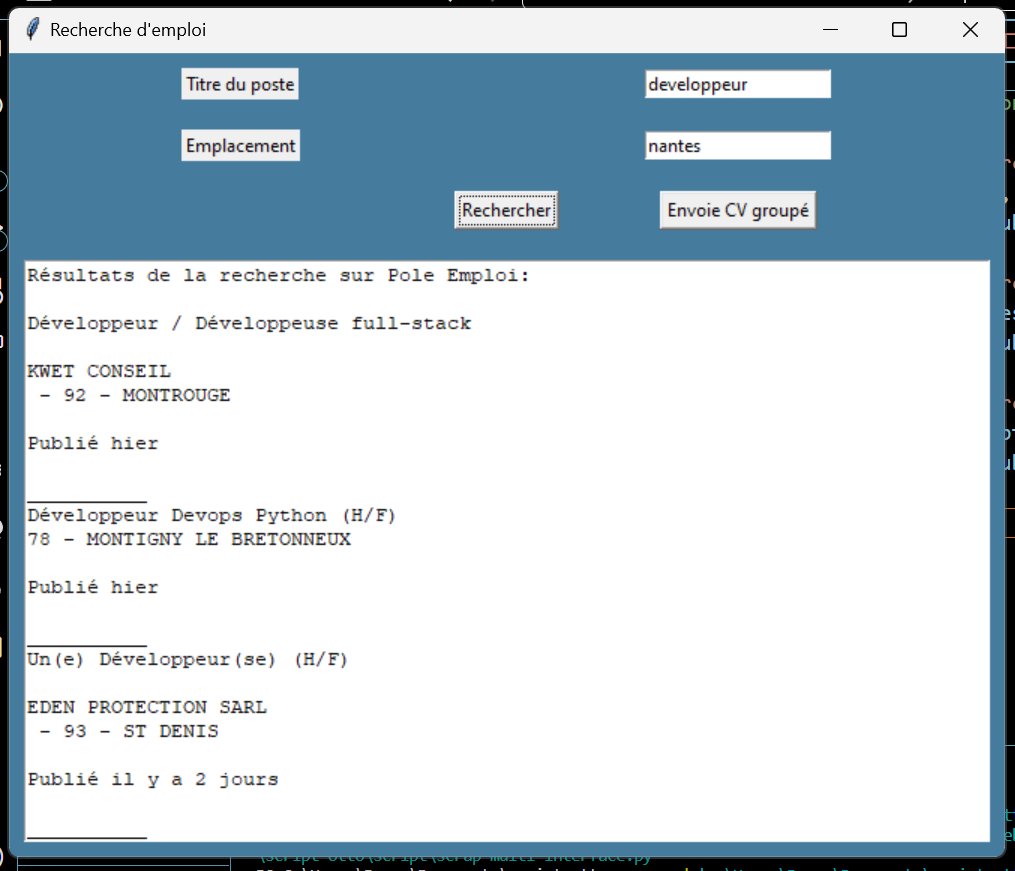 Recherche d'emploi
Titre du poste
developpeur
Emplacement
nantes
Rechercher
Envoie CV groupé
Résultats de la recherche sur Pole Emploi:
Développeur / Développeuse full-stack
KWET CONSEIL
- 92 - MONTROUGE
Publié hier
__________
Développeur Devops Python (H/F)
78 - MONTIGNY LE BRETONNEUX
Publié hier
__________
Un(e) Développeur(se) (H/F)
EDEN PROTECTION SARL
- 93 - ST DENIS
Publié il y a 2 jours
__________